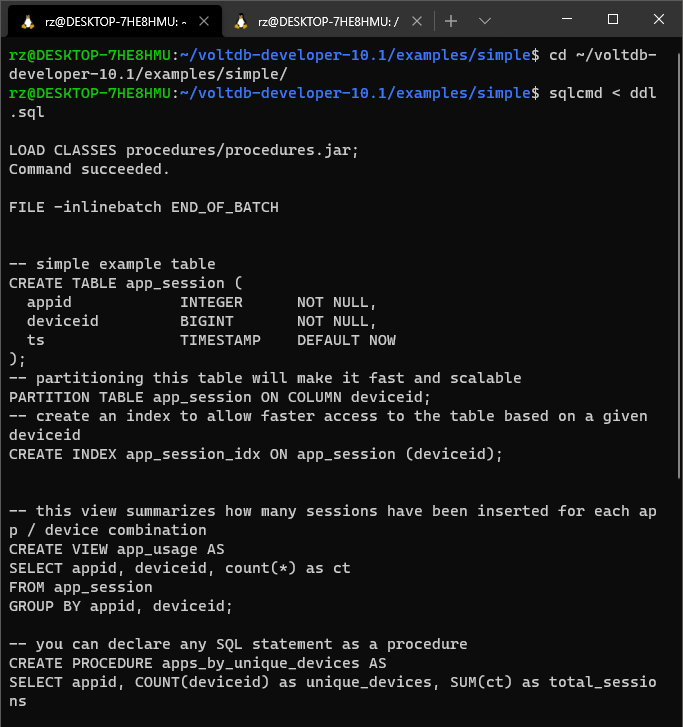 rz@DESKTOP-7HE8HMU: ~
rz@DESKTOP-7HE8HMU: /
rz@DESKTOP-7HE8HMU:~/voltdb-developer-10.1/examples/simple$ cd ~/voltdb-
developer-10.1/examples/simple/
rz@DESKTOP-7HE8HMU:~/voltdb-developer-10.1/examples/simple$ sqlcmd < ddl
.sql
LOAD CLASSES procedures/procedures.jar;
Command succeeded.
FILE -inlinebatch END_OF_BATCH
-- simple example table
CREATE TABLE app_session (
  appid            INTEGER      NOT NULL,
  deviceid         BIGINT       NOT NULL,
  ts               TIMESTAMP    DEFAULT NOW
);
-- partitioning this table will make it fast and scalable
PARTITION TABLE app_session ON COLUMN deviceid;
-- create an index to allow faster access to the table based on a given
deviceid
CREATE INDEX app_session_idx ON app_session (deviceid);
-- this view summarizes how many sessions have been inserted for each ap
p / device combination
CREATE VIEW app_usage AS
SELECT appid, deviceid, count(*) as ct
FROM app_session
GROUP BY appid, deviceid;
-- you can declare any SQL statement as a procedure
CREATE PROCEDURE apps_by_unique_devices AS
SELECT appid, COUNT(deviceid) as unique_devices, SUM(ct) as total_sessio
ns